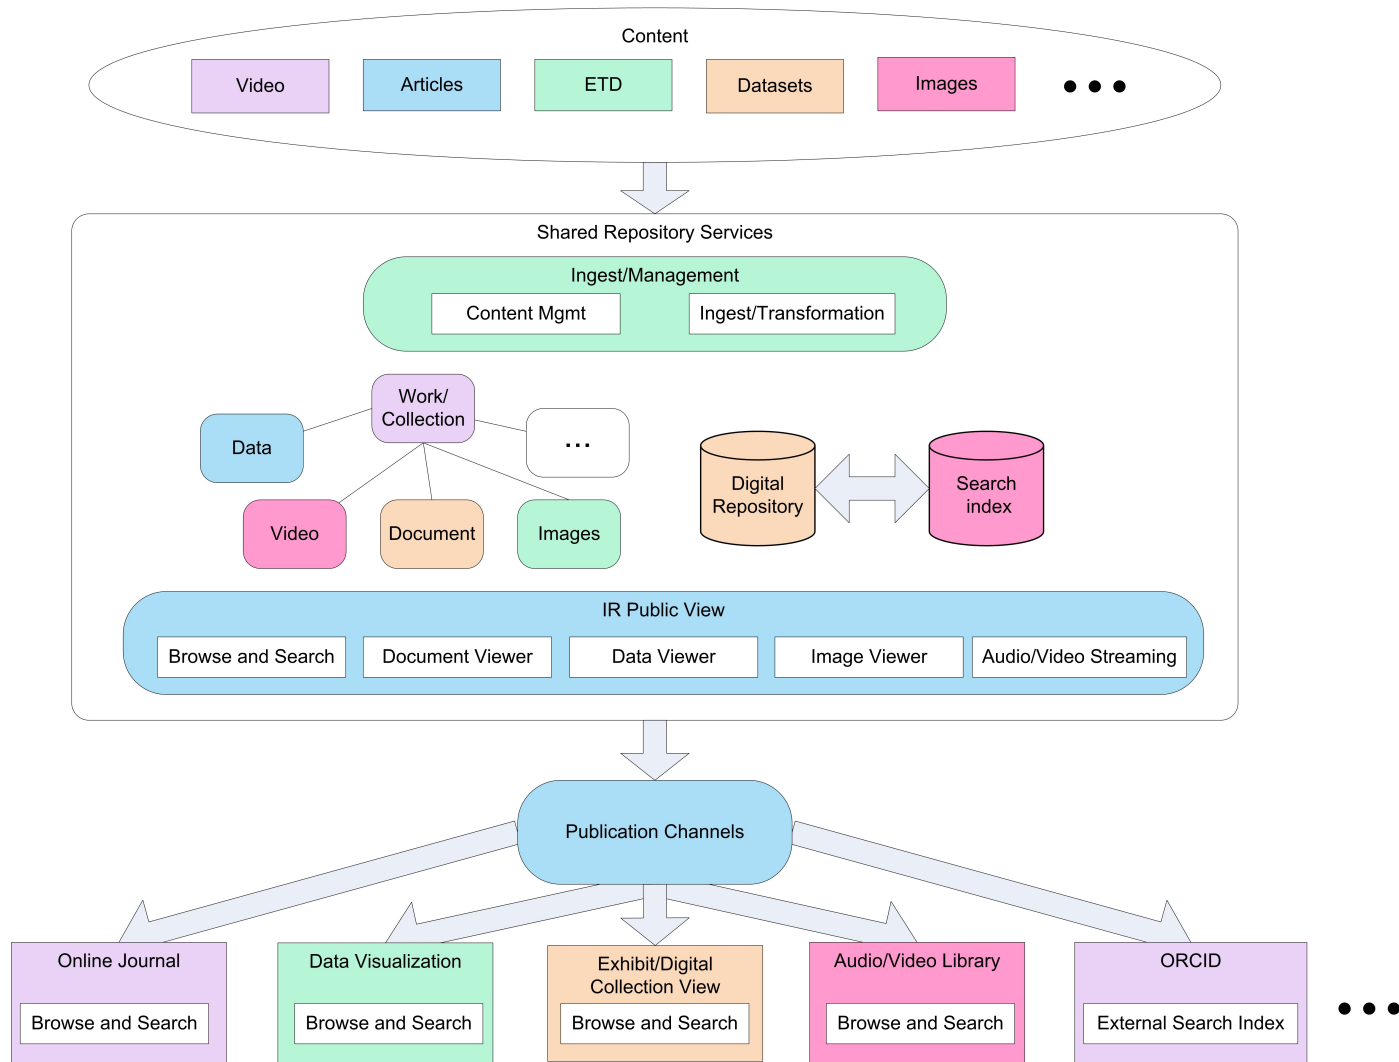 Content
Video
Articles
ETD
Datasets
Images
Shared Repository Services
Ingest/Management
Content Mgmt
Ingest/Transformation
Work/
Collection
Data
...
Video
Document
Images
Digital
Repository
Search
index
IR Public View
Browse and Search
Document Viewer
Data Viewer
Image Viewer
Audio/Video Streaming
Publication Channels
Online Journal
Browse and Search
Data Visualization
Browse and Search
Exhibit/Digital
Collection View
Browse and Search
Audio/Video Library
Browse and Search
ORCID
External Search Index